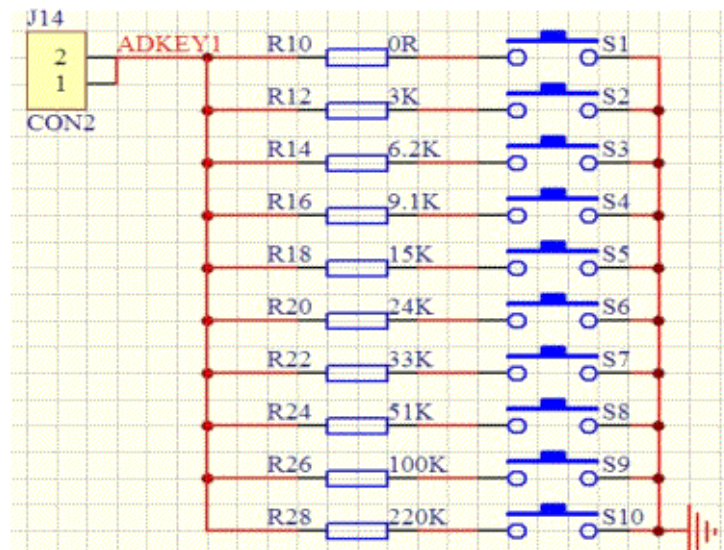 J14
ADKEY1
2
1
CON2
R10 0R S1
R12 3K S2
R14 6.2K S3
R16 9.1K S4
R18 15K S5
R20 24K S6
R22 33K S7
R24 51K S8
R26 100K S9
R28 220K S10